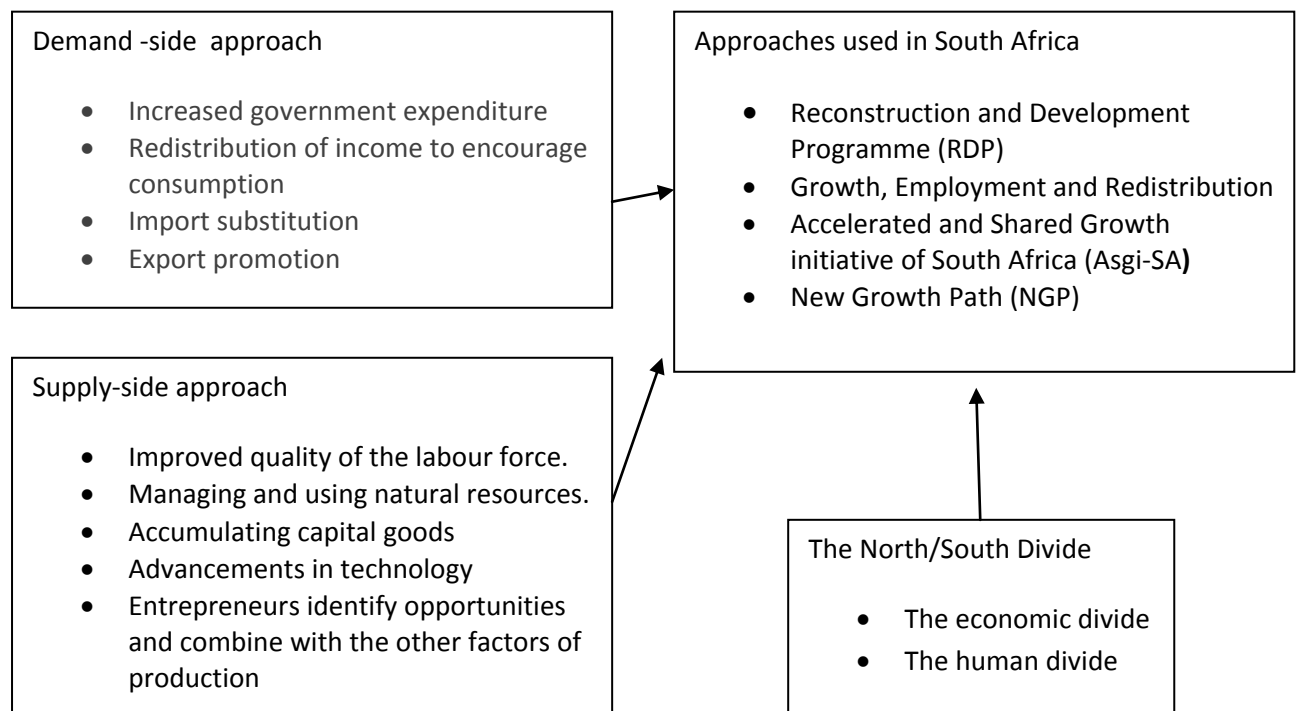 Demand -side  approach
• Increased government expenditure
• Redistribution of income to encourage
consumption
• Import substitution
• Export promotion
Approaches used in South Africa
• Reconstruction and Development
Programme (RDP)
• Growth, Employment and Redistribution
• Accelerated and Shared Growth
initiative of South Africa (Asgi-SA)
• New Growth Path (NGP)
Supply-side approach
• Improved quality of the labour force.
• Managing and using natural resources.
• Accumulating capital goods
• Advancements in technology
• Entrepreneurs identify opportunities
and combine with the other factors of
production
The North/South Divide
• The economic divide
• The human divide